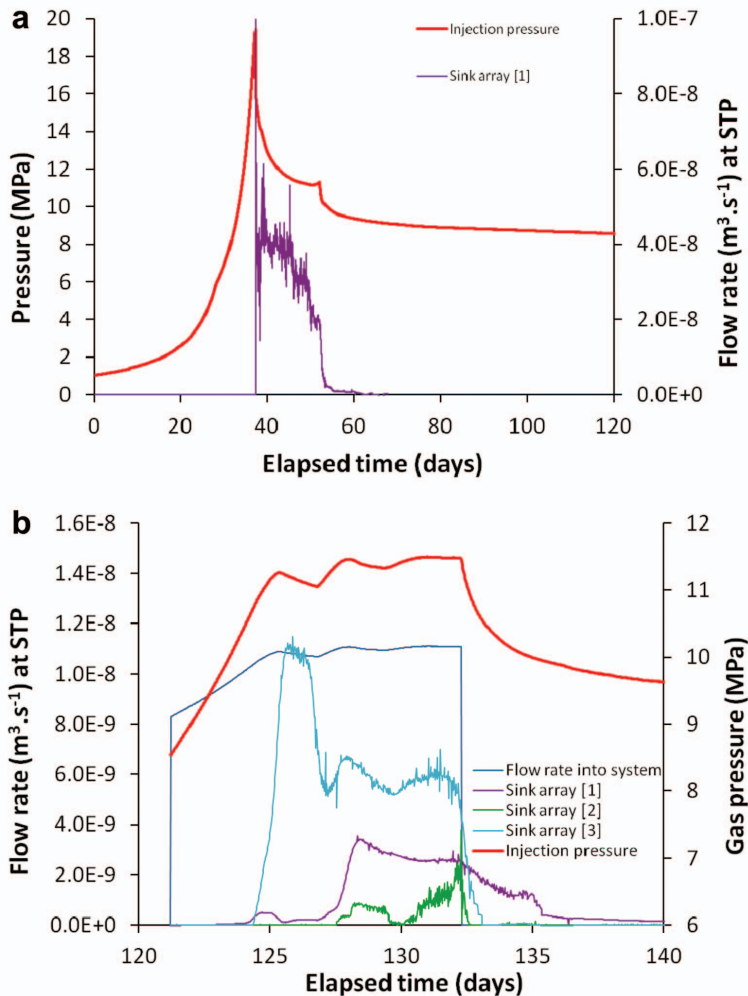 a
Injection pressure
Sink array [1]
Pressure (MPa)
20
18
16
14
12
10
8
6
4
2
0
1.0E-7
8.0E-8
6.0E-8
4.0E-8
2.0E-8
0.0E+0
Flow rate (m³.s⁻¹) at STP
0 20 40 60 80 100 120
Elapsed time (days)
b
Flow rate (m³.s⁻¹) at STP
1.6E-8
1.4E-8
1.2E-8
1.0E-8
8.0E-9
6.0E-9
4.0E-9
2.0E-9
0.0E+0
Flow rate into system
Sink array [1]
Sink array [2]
Sink array [3]
Injection pressure
12
11
10
9
8
7
6
Gas pressure (MPa)
120 125 130 135 140
Elapsed time (days)